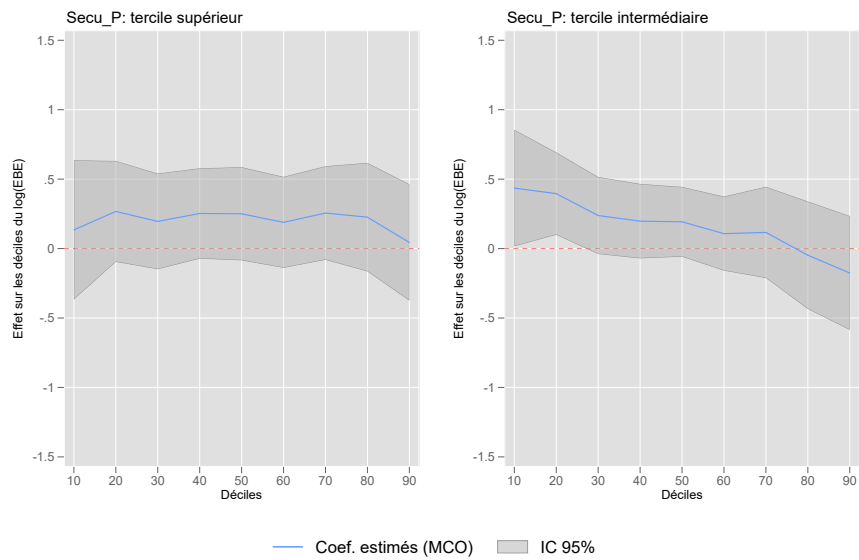 Secu_P: tercile supérieur
Effet sur les déciles du log(EBE)
1.5
1
.5
0
-.5
-1
-1.5
10 20 30 40 50 60 70 80 90
Déciles
Secu_P: tercile intermédiaire
Effet sur les déciles du log(EBE)
1.5
1
.5
0
-.5
-1
-1.5
10 20 30 40 50 60 70 80 90
Déciles
Coef. estimés (MCO) IC 95%